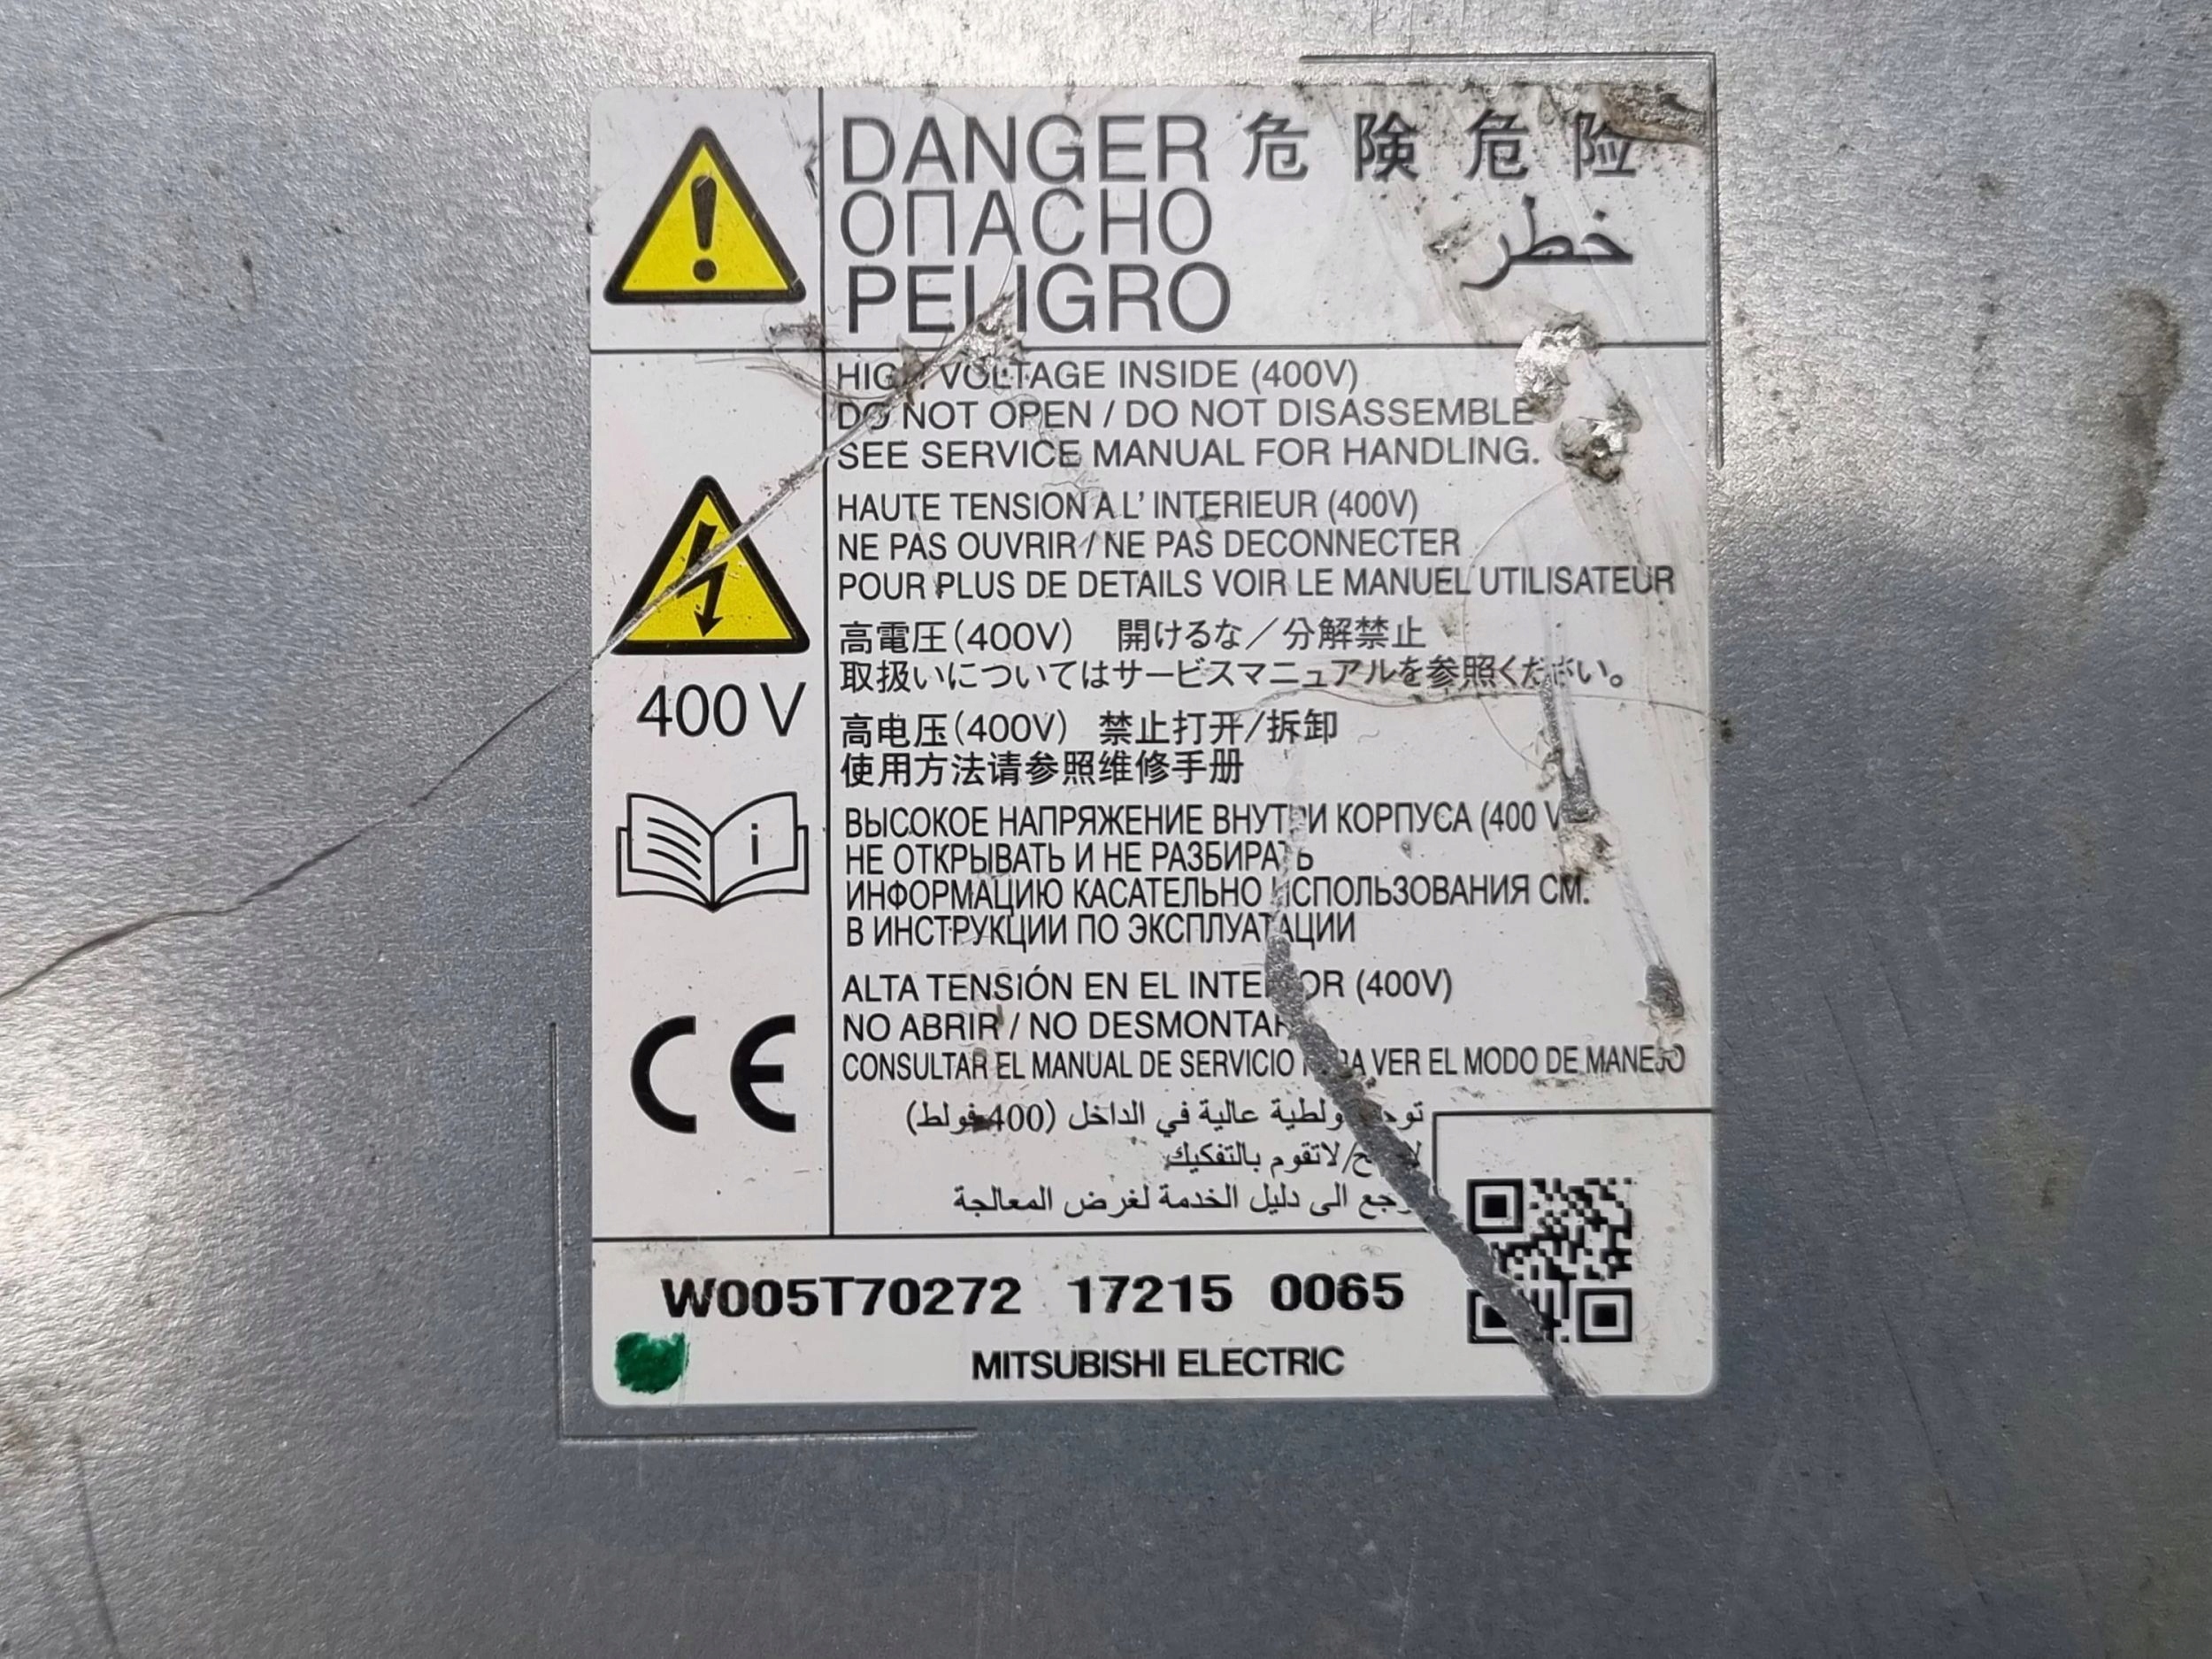 DANGER 危険 危险
ОПАСНО خطر
PELIGRO
HIGH VOLTAGE INSIDE (400V)
DO NOT OPEN / DO NOT DISASSEMBLE
SEE SERVICE MANUAL FOR HANDLING.
HAUTE TENSION A L' INTERIEUR (400V)
NE PAS OUVRIR / NE PAS DECONNECTER
POUR PLUS DE DETAILS VOIR LE MANUEL UTILISATEUR
400 V
高電圧(400V) 開けるな／分解禁止
取扱いについてはサービスマニュアルを参照ください。
高电压(400V) 禁止打开/拆卸
使用方法请参照维修手册
i
ВЫСОКОЕ НАПРЯЖЕНИЕ ВНУТРИ КОРПУСА (400 V
НЕ ОТКРЫВАТЬ И НЕ РАЗБИРАТЬ
ИНФОРМАЦИЮ КАСАТЕЛЬНО ИСПОЛЬЗОВАНИЯ СМ.
В ИНСТРУКЦИИ ПО ЭКСПЛУАТАЦИИ
ALTA TENSIÓN EN EL INTERIOR (400V)
NO ABRIR / NO DESMONTAR
CONSULTAR EL MANUAL DE SERVICIO PARA VER EL MODO DE MANEJO
CE
ولطية عالية في الداخل (400 فولط)
/لاتقوم بالتفكيك
الى دليل الخدمة لغرض المعالجة
W005T70272 17215 0065
MITSUBISHI ELECTRIC